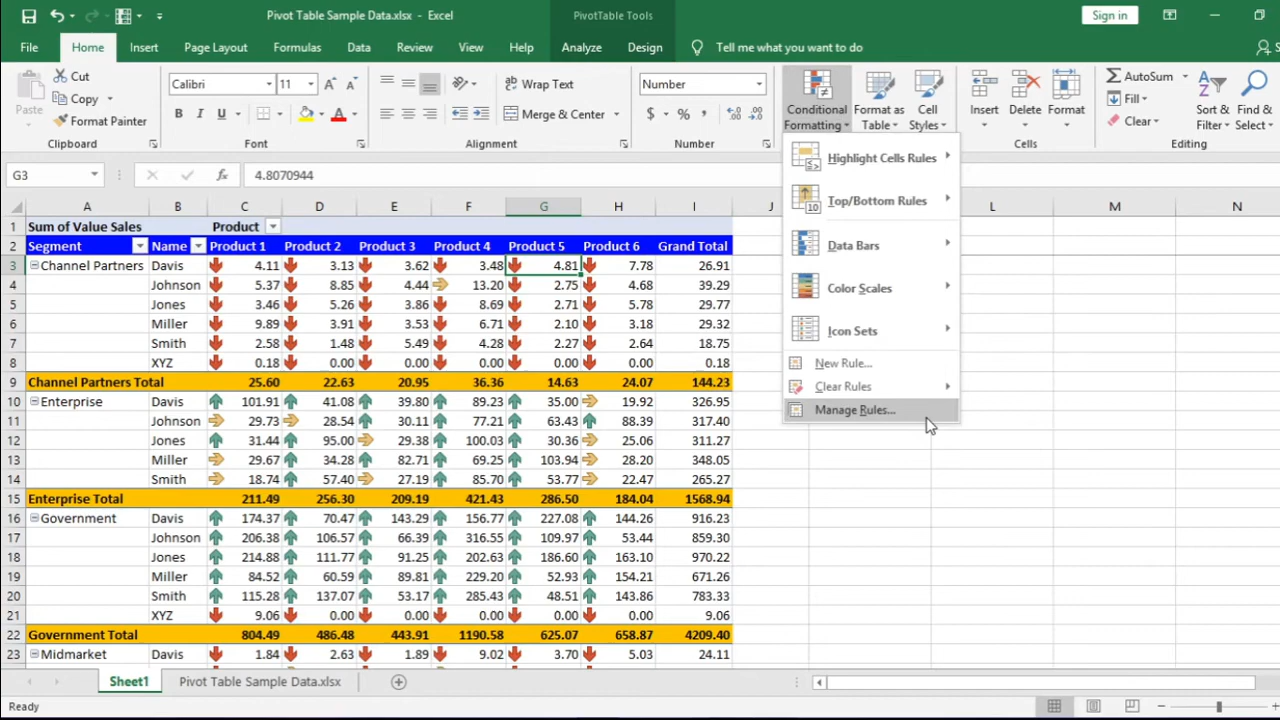 Pivot Table Sample Data.xlsx - Excel
PivotTable Tools
Sign in
File Home Insert Page Layout Formulas Data Review View Help Analyze Design Tell me what you want to do
Paste Cut Copy Format Painter
Clipboard
Calibri 11
B I U A
Font
Wrap Text
Merge & Center
Alignment
Number
$ % ,
Number
Conditional Formatting
Format as Table
Cell Styles
Insert Delete Format
Cells
AutoSum
Fill
Clear
Sort & Filter
Find & Select
Highlight Cells Rules
Top/Bottom Rules
Data Bars
Color Scales
Icon Sets
New Rule...
Clear Rules
Manage Rules...
G3 fx 4.8070944
A B C D E F G H I J L M N
1 Sum of Value Sales Product
2 Segment Name Product 1 Product 2 Product 3 Product 4 Product 5 Product 6 Grand Total
3 Channel Partners Davis 4.11 3.13 3.62 3.48 4.81 7.78 26.91
4 Johnson 5.37 8.85 4.44 13.20 2.75 4.68 39.29
5 Jones 3.46 5.26 3.86 8.69 2.71 5.78 29.77
6 Miller 9.89 3.91 3.53 6.71 2.10 3.18 29.32
7 Smith 2.58 1.48 5.49 4.28 2.27 2.64 18.75
8 XYZ 0.18 0.00 0.00 0.00 0.00 0.00 0.18
9 Channel Partners Total 25.60 22.63 20.95 36.36 14.63 24.07 144.23
10 Enterprise Davis 101.91 41.08 39.80 89.23 35.00 19.92 326.95
11 Johnson 29.73 28.54 30.11 77.21 63.43 88.39 317.40
12 Jones 31.44 95.00 29.38 100.03 30.36 25.06 311.27
13 Miller 29.67 34.28 82.71 69.25 103.94 28.20 348.05
14 Smith 18.74 57.40 27.19 85.70 53.77 22.47 265.27
15 Enterprise Total 211.49 256.30 209.19 421.43 286.50 184.04 1568.94
16 Government Davis 174.37 70.47 143.29 156.77 227.08 144.26 916.23
17 Johnson 206.38 106.57 66.39 316.55 109.97 53.44 859.30
18 Jones 214.88 111.77 91.25 202.63 186.60 163.10 970.22
19 Miller 84.52 60.59 89.81 229.20 52.93 154.21 671.26
20 Smith 115.28 137.07 53.17 285.43 48.51 143.86 783.33
21 XYZ 9.06 0.00 0.00 0.00 0.00 0.00 9.06
22 Government Total 804.49 486.48 443.91 1190.58 625.07 658.87 4209.40
23 Midmarket Davis 1.84 2.63 1.89 9.02 3.70 5.03 24.11
Sheet1 Pivot Table Sample Data.xlsx
Ready